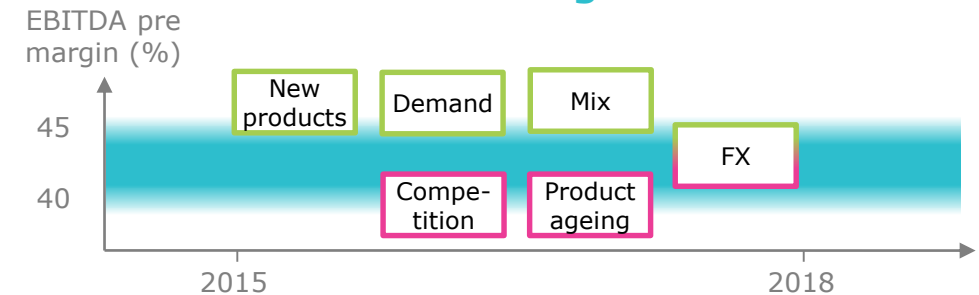 EBITDA pre
margin (%)
45
40
New
products
Demand
Mix
FX
Compe-
tition
Product
ageing
2015
2018